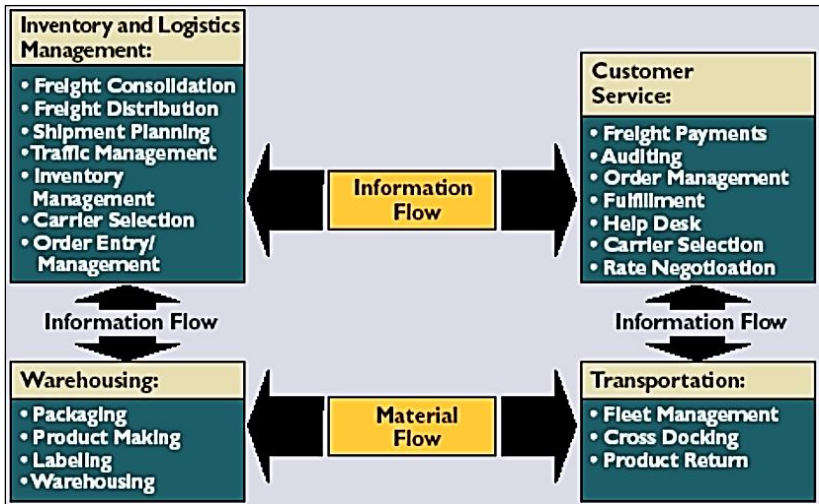 Inventory and Logistics
Management:
• Freight Consolidation
• Freight Distribution
• Shipment Planning
• Traffic Management
• Inventory
Management
• Carrier Selection
• Order Entry/
Management
Customer
Service:
• Freight Payments
• Auditing
• Order Management
• Fulfillment
• Help Desk
• Carrier Selection
• Rate Negotioation
Information
Flow
Information Flow
Information Flow
Warehousing:
• Packaging
• Product Making
• Labeling
• Warehousing
Material
Flow
Transportation:
• Fleet Management
• Cross Docking
• Product Return